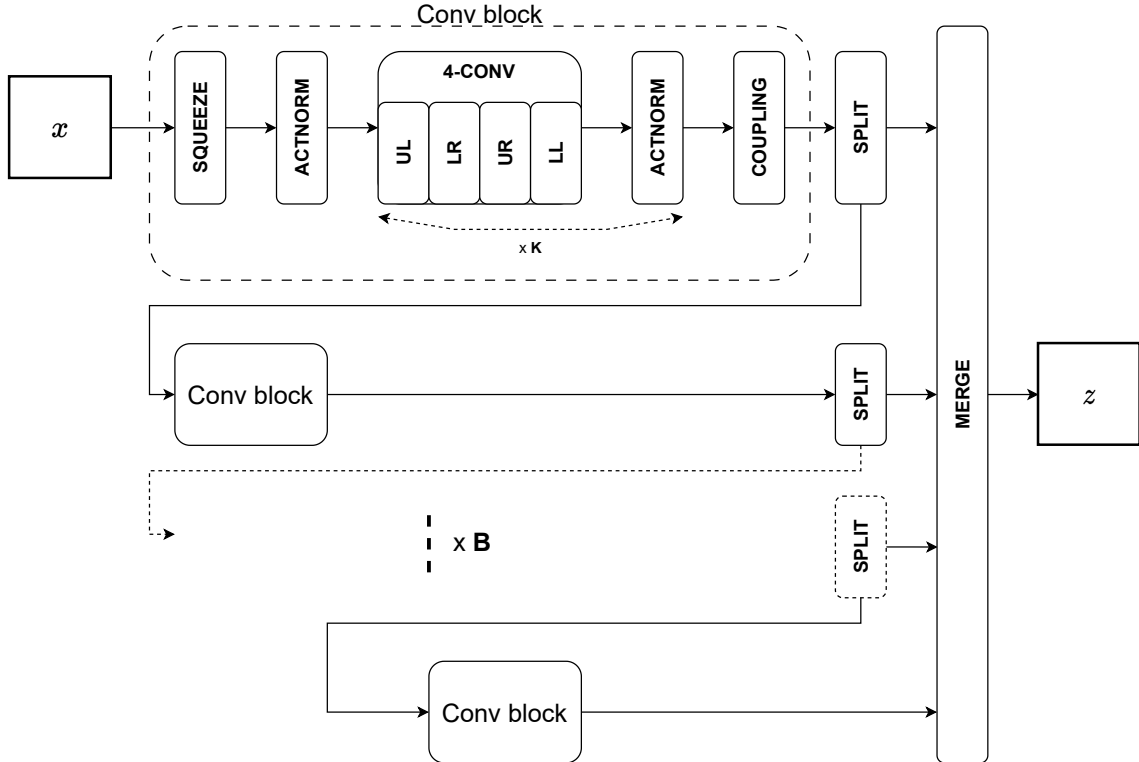 Conv block
x
SQUEEZE
ACTNORM
4-CONV
UL
LR
UR
LL
ACTNORM
COUPLING
SPLIT
x K
Conv block
SPLIT
MERGE
z
x B
SPLIT
Conv block